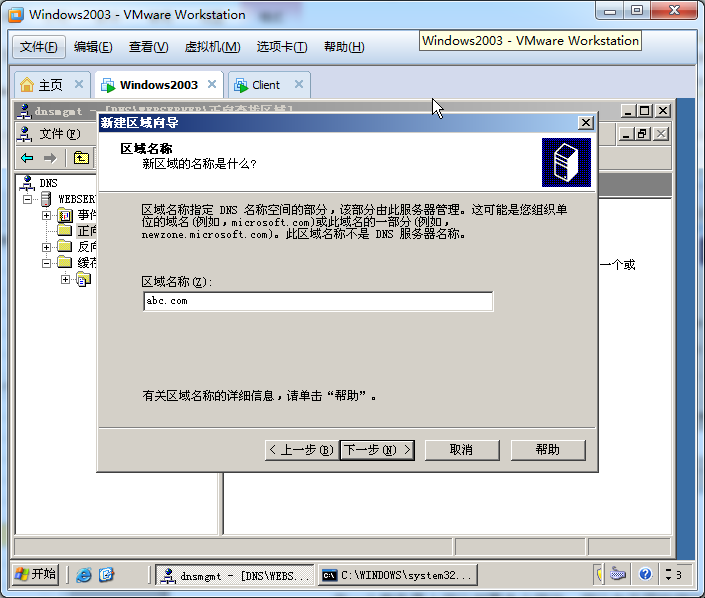 Windows2003 - VMware Workstation
文件(F) 编辑(E) 查看(V) 虚拟机(M) 选项卡(T) 帮助(H)
Windows2003 - VMware Workstation
主页 Windows2003 Client
dnsmgmt - [DNS\WEBSERVER\正向查找区域]
文件(F)
新建区域向导
区域名称
新区域的名称是什么?
DNS
WEBSER
事件
正向
反向
缓存
一个或
区域名称指定 DNS 名称空间的部分,该部分由此服务器管理。这可能是您组织单
位的域名(例如,microsoft.com)或此域名的一部分(例如,
newzone.microsoft.com)。此区域名称不是 DNS 服务器名称。
区域名称(Z):
abc.com
有关区域名称的详细信息,请单击“帮助”。
< 上一步(B) 下一步(N) > 取消 帮助
开始 dnsmgmt - [DNS\WEBS... C:\WINDOWS\system32... 3